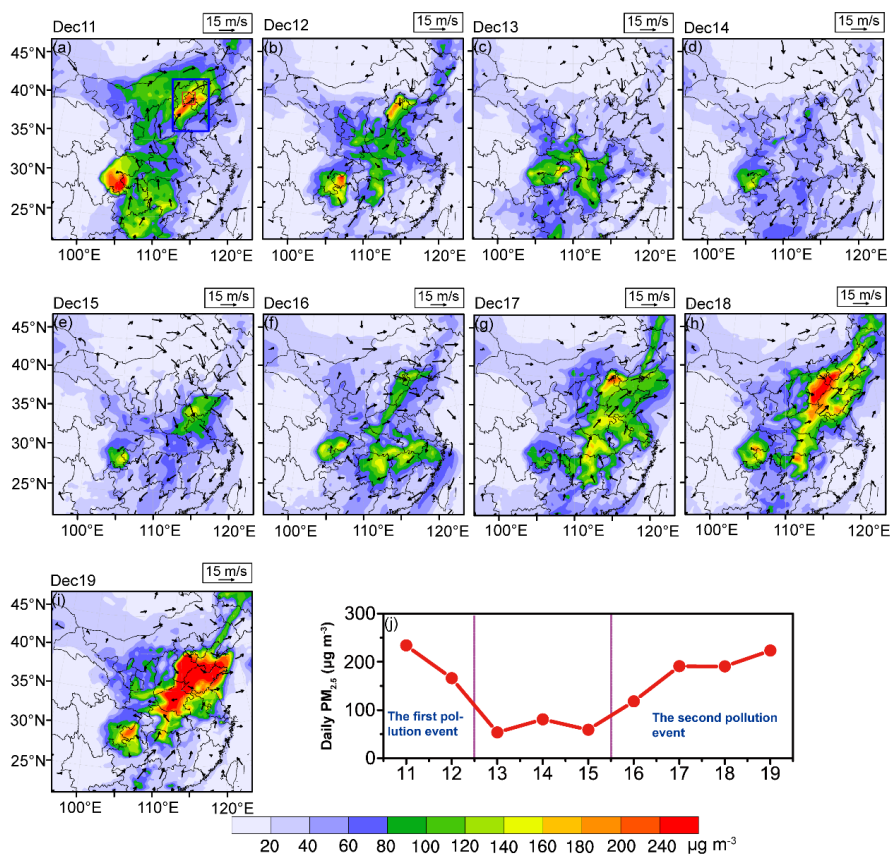 Dec11 15 m/s Dec12 15 m/s Dec13 15 m/s Dec14 15 m/s
(a) (b) (c) (d)
45°N
40°N
35°N
30°N
25°N
100°E 110°E 120°E 100°E 110°E 120°E 100°E 110°E 120°E 100°E 110°E 120°E
Dec15 15 m/s Dec16 15 m/s Dec17 15 m/s Dec18 15 m/s
(e) (f) (g) (h)
45°N
40°N
35°N
30°N
25°N
100°E 110°E 120°E 100°E 110°E 120°E 100°E 110°E 120°E 100°E 110°E 120°E
Dec19 15 m/s
(i)
45°N
40°N
35°N
30°N
25°N
100°E 110°E 120°E
(j)
Daily PM2.5 (μg m-3)
300
200
100
0
The first pol-
lution event
The second pollution
event
11 12 13 14 15 16 17 18 19
20 40 60 80 100 120 140 160 180 200 240 μg m-3